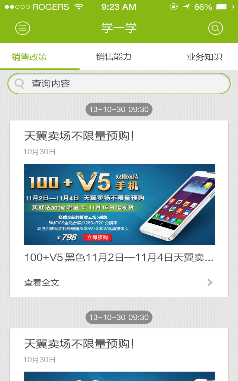 ROGERS 9:23 AM 66%
学一学
销售政策 销售能力 业务知识
查询内容
13-10-30 09:30
天翼卖场不限量预购!
10月30日
100+V5手机
11月2日—11月4日 天翼卖场不限量预购
¥798 立即预购
100+V5 黑色11月2日—11月4日天翼卖...
查看全文
13-10-30 09:30
天翼卖场不限量预购!
10月30日